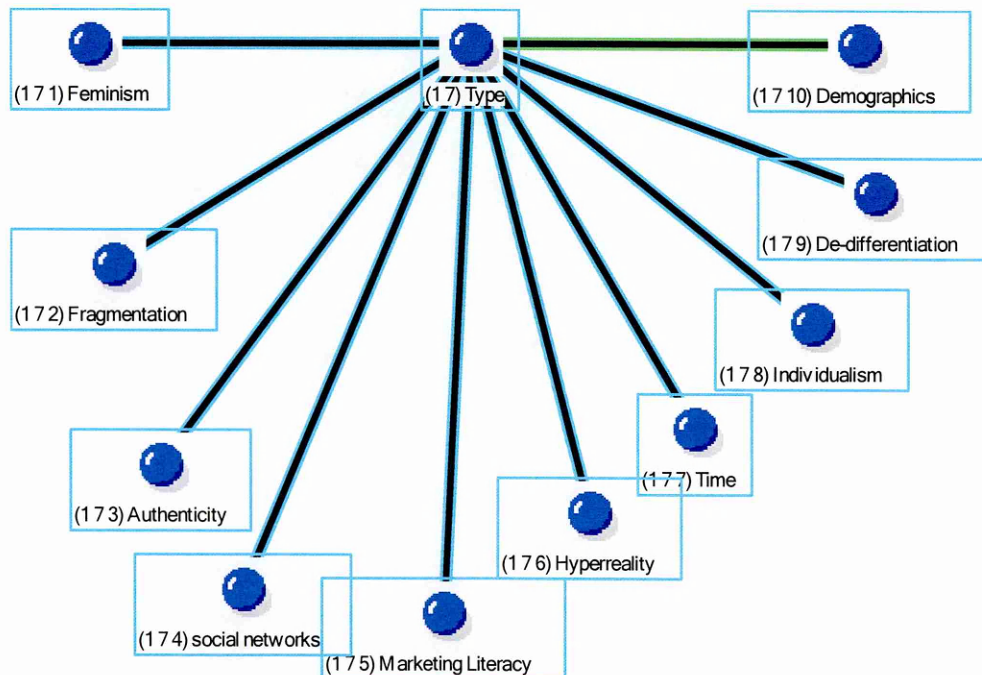 (1 7 1) Feminism
(1 7) Type
(1 7 10) Demographics
(1 7 9) De-differentiation
(1 7 2) Fragmentation
(1 7 8) Individualism
(1 7 7) Time
(1 7 3) Authenticity
(1 7 6) Hyperreality
(1 7 4) social networks
(1 7 5) Marketing Literacy